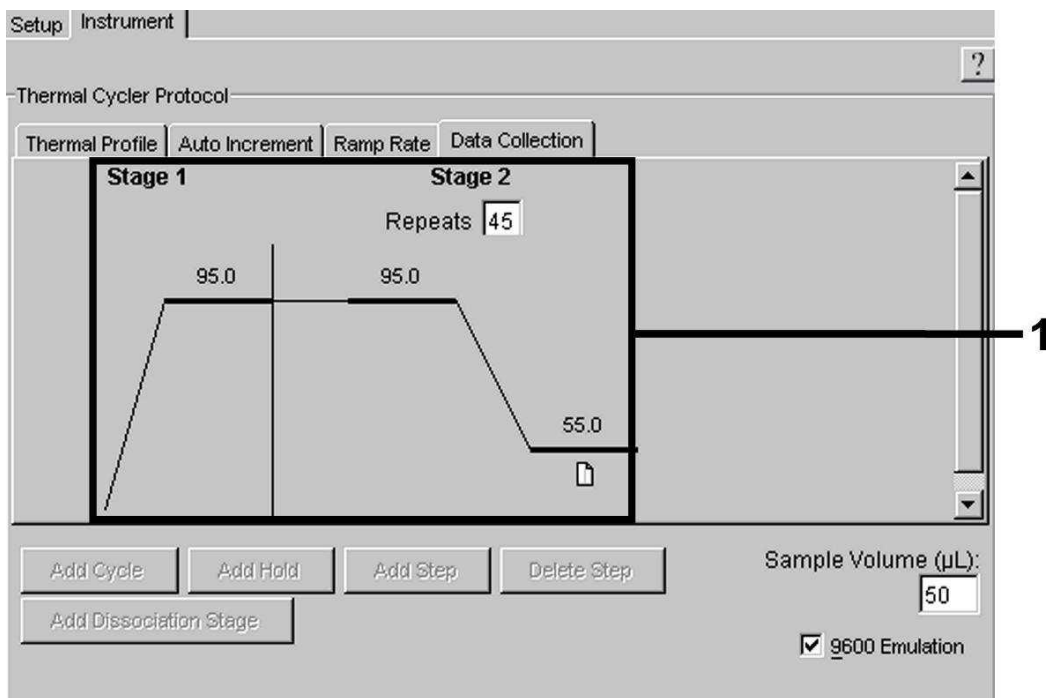 Setup Instrument
?
Thermal Cycler Protocol
Thermal Profile Auto Increment Ramp Rate Data Collection
Stage 1 Stage 2
Repeats 45
95.0 95.0
1
55.0
Add Cycle Add Hold Add Step Delete Step
Sample Volume (µL):
50
Add Dissociation Stage
9600 Emulation